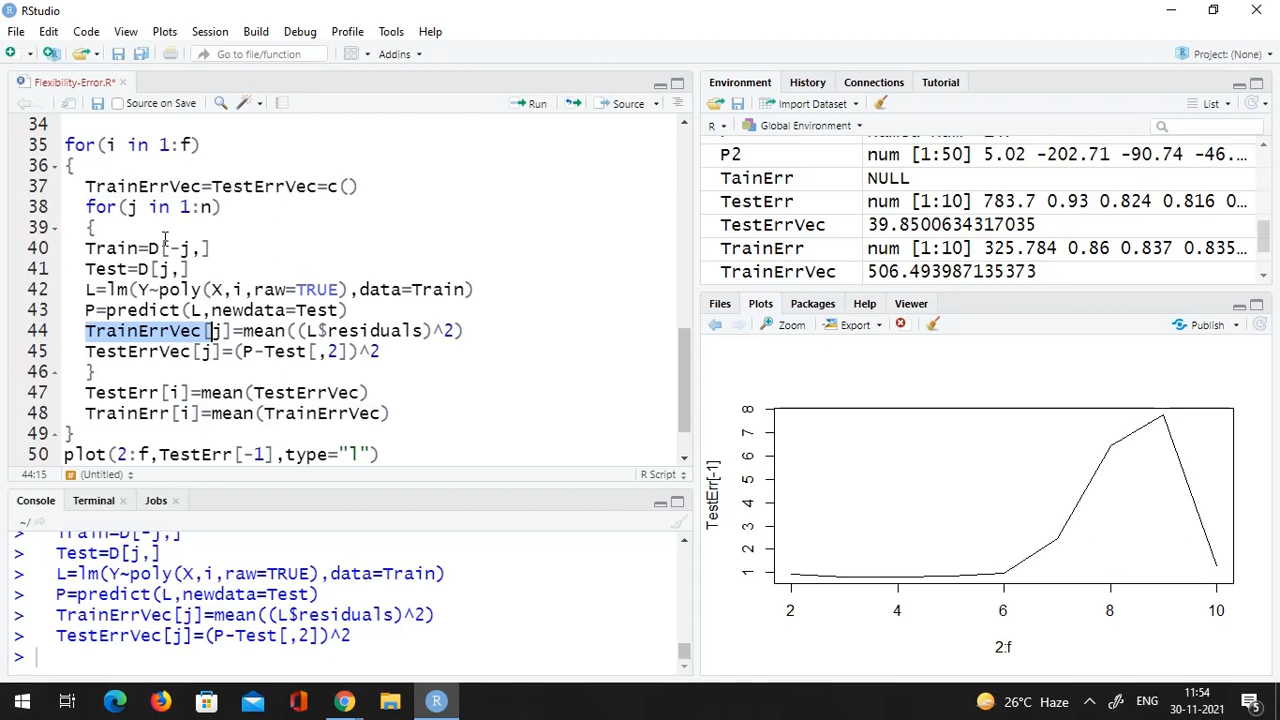 RStudio
File Edit Code View Plots Session Build Debug Profile Tools Help
Go to file/function Addins Project: (None)
Flexibility-Error.R*
Source on Save Run Source
34
35 for(i in 1:f)
36 {
37 TrainErrVec=TestErrVec=c()
38 for(j in 1:n)
39 {
40 Train=D[-j,]
41 Test=D[j,]
42 L=lm(Y~poly(X,i,raw=TRUE),data=Train)
43 P=predict(L,newdata=Test)
44 TrainErrVec[j]=mean((L$residuals)^2)
45 TestErrVec[j]=(P-Test[,2])^2
46 }
47 TestErr[i]=mean(TestErrVec)
48 TrainErr[i]=mean(TrainErrVec)
49 }
50 plot(2:f,TestErr[-1],type="l")
44:15 (Untitled) R Script
Console Terminal Jobs
~/
> Train=D[-j,]
> Test=D[j,]
> L=lm(Y~poly(X,i,raw=TRUE),data=Train)
> P=predict(L,newdata=Test)
> TrainErrVec[j]=mean((L$residuals)^2)
> TestErrVec[j]=(P-Test[,2])^2
>
Environment History Connections Tutorial
Import Dataset List
R Global Environment
P2 num [1:50] 5.02 -202.71 -90.74 -46.…
TainErr NULL
TestErr num [1:10] 783.7 0.93 0.824 0.816 0…
TestErrVec 39.8500634317035
TrainErr num [1:10] 325.784 0.86 0.837 0.835…
TrainErrVec 506.493987135373
Files Plots Packages Help Viewer
Zoom Export Publish
TestErr[-1]
8
7
6
5
4
3
2
1
2 4 6 8 10
2:f
R 26°C Haze ENG 11:54
30-11-2021 5